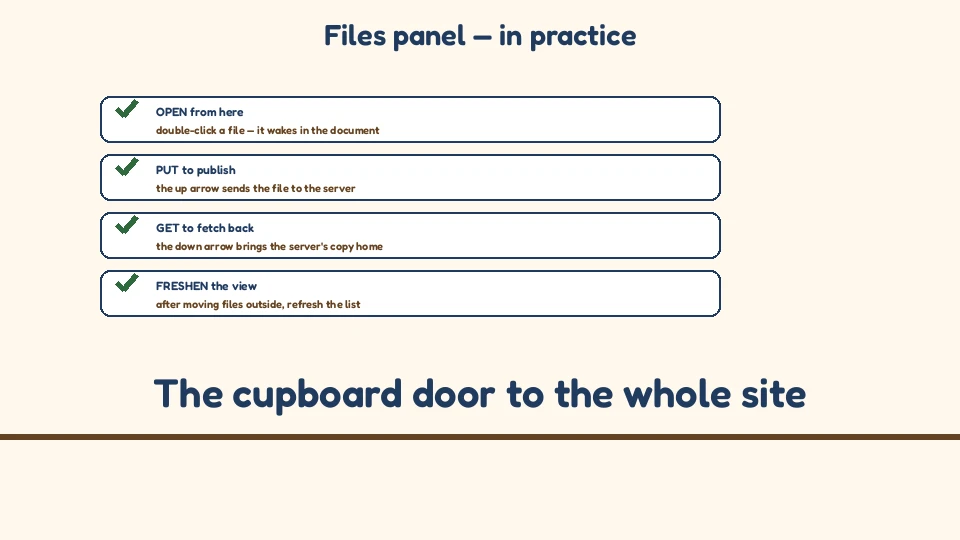 Files panel — in practice
OPEN from here
double-click a file — it wakes in the document
PUT to publish
the up arrow sends the file to the server
GET to fetch back
the down arrow brings the server's copy home
FRESHEN the view
after moving files outside, refresh the list
The cupboard door to the whole site